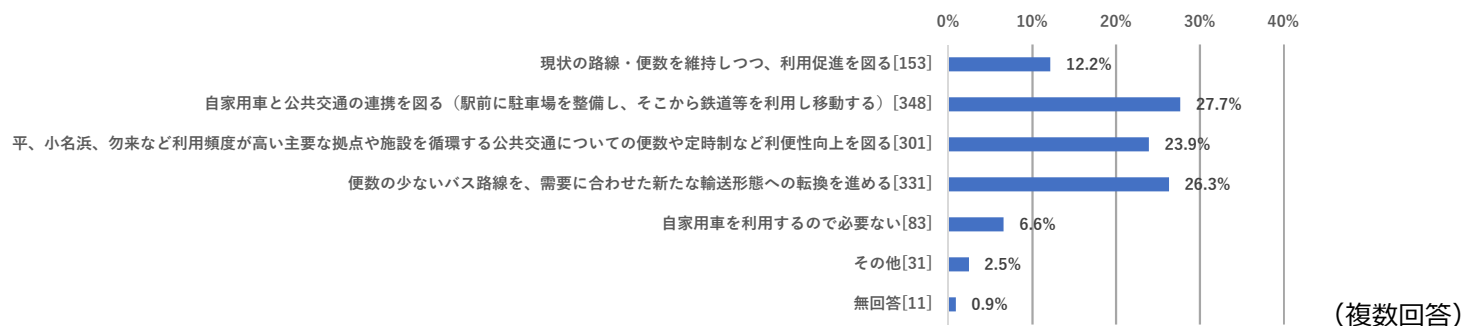 0% 10% 20% 30% 40%
現状の路線・便数を維持しつつ、利用促進を図る[153] 12.2%
自家用車と公共交通の連携を図る（駅前に駐車場を整備し、そこから鉄道等を利用し移動する）[348] 27.7%
平、小名浜、勿来など利用頻度が高い主要な拠点や施設を循環する公共交通についての便数や定時制など利便性向上を図る[301] 23.9%
便数の少ないバス路線を、需要に合わせた新たな輸送形態への転換を進める[331] 26.3%
自家用車を利用するので必要ない[83] 6.6%
その他[31] 2.5%
無回答[11] 0.9%
（複数回答）